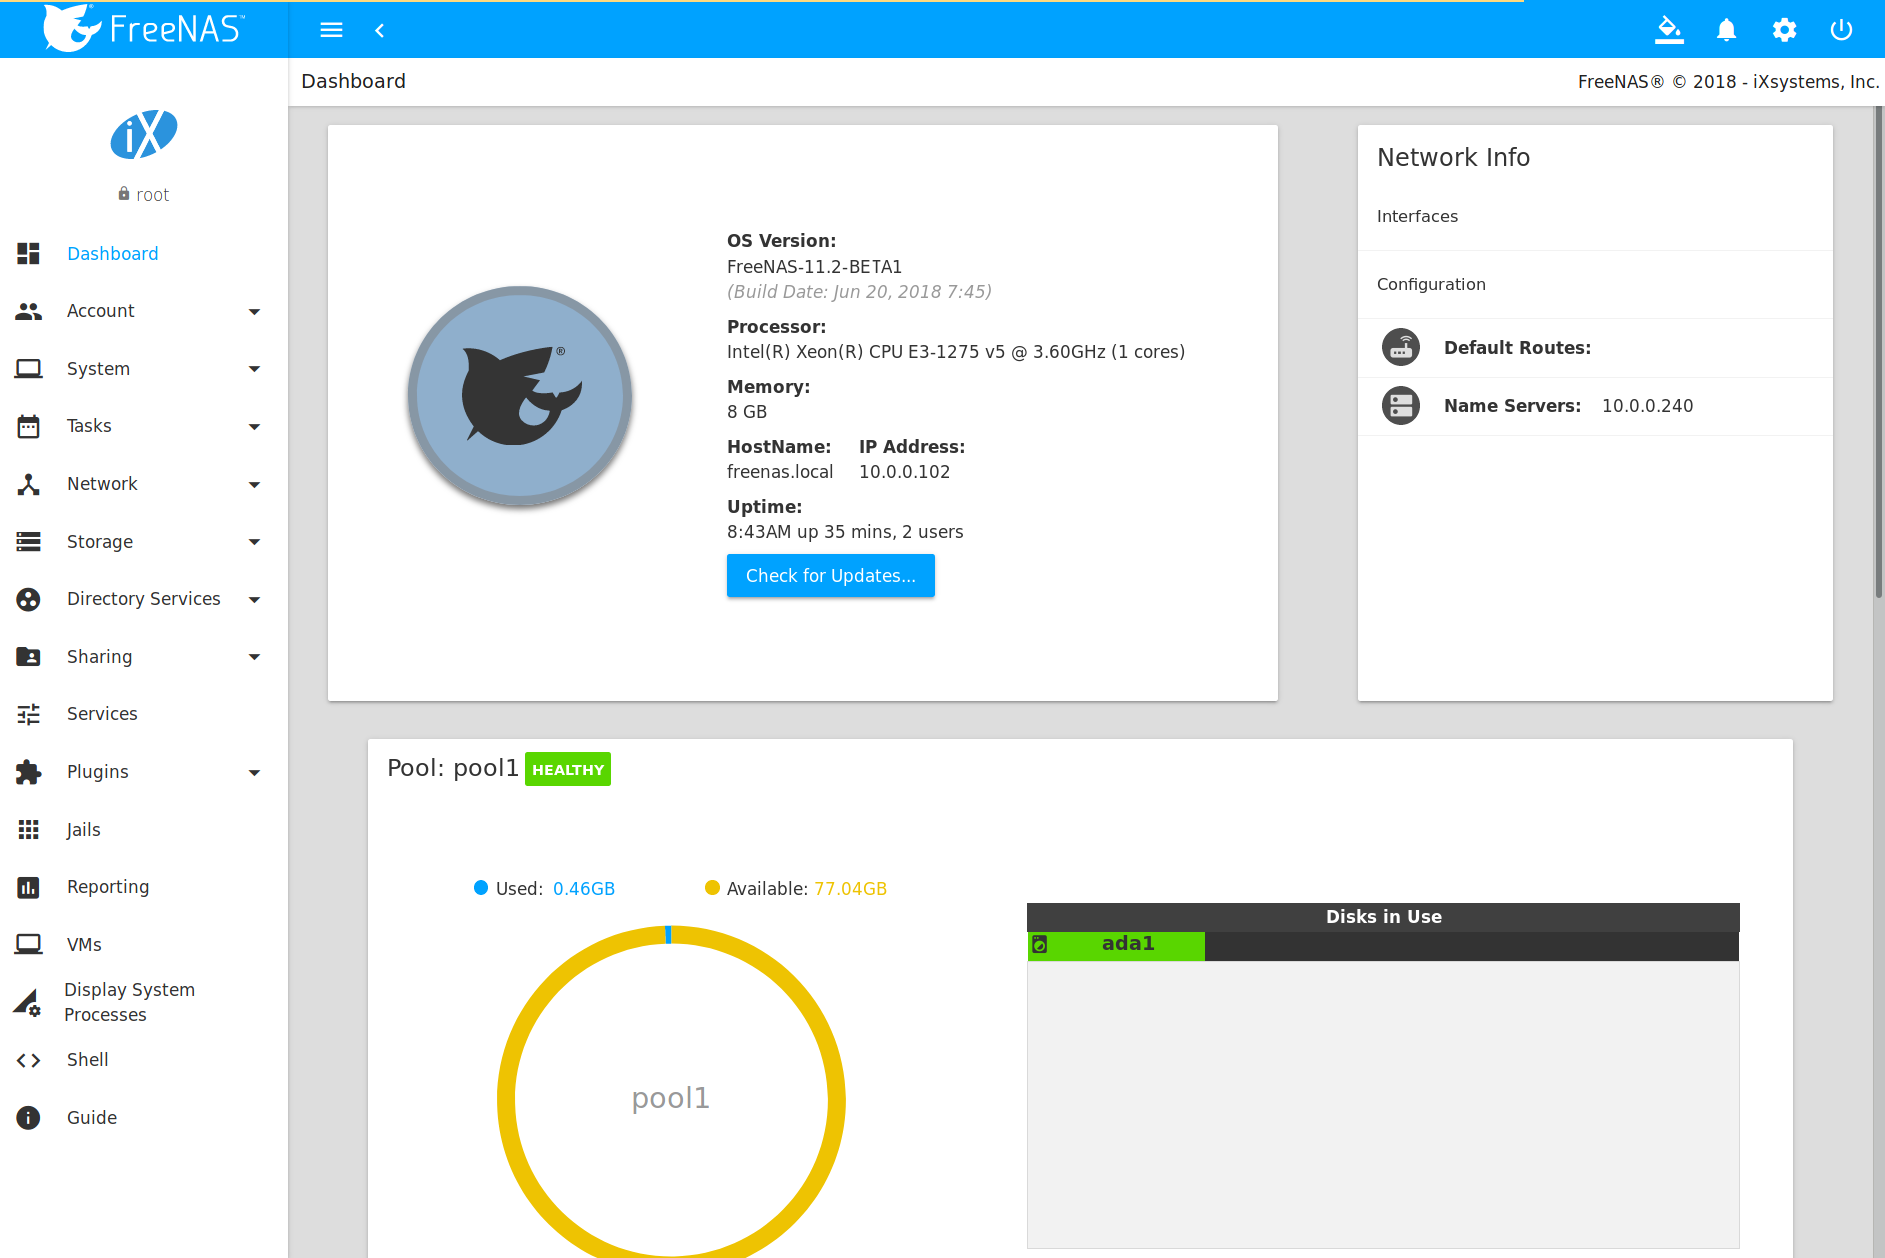 FreeNAS™
Dashboard
FreeNAS® © 2018 - iXsystems, Inc.
iX
root
Dashboard
Account
System
Tasks
Network
Storage
Directory Services
Sharing
Services
Plugins
Jails
Reporting
VMs
Display System
Processes
Shell
Guide
®
OS Version:
FreeNAS-11.2-BETA1
(Build Date: Jun 20, 2018 7:45)
Processor:
Intel(R) Xeon(R) CPU E3-1275 v5 @ 3.60GHz (1 cores)
Memory:
8 GB
HostName: IP Address:
freenas.local 10.0.0.102
Uptime:
8:43AM up 35 mins, 2 users
Check for Updates...
Network Info
Interfaces
Configuration
Default Routes:
Name Servers: 10.0.0.240
Pool: pool1 HEALTHY
Used: 0.46GB Available: 77.04GB
pool1
Disks in Use
ada1